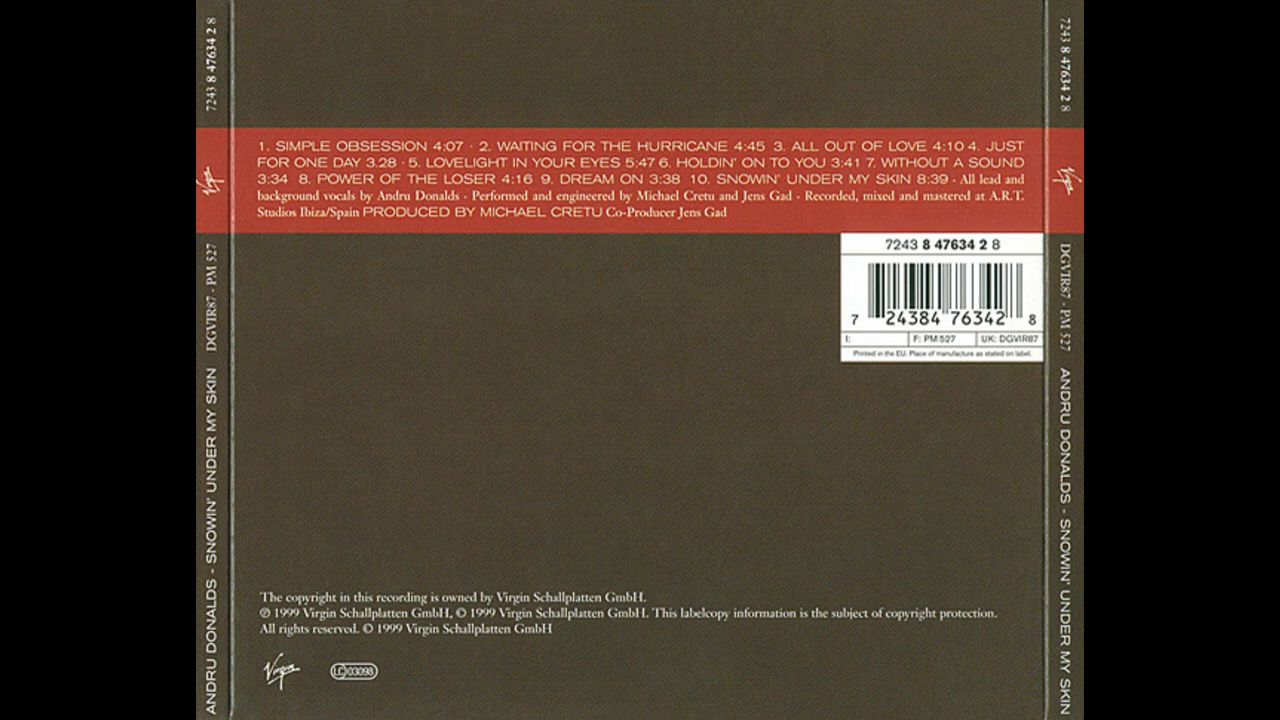 7243 8 47634 2 8
DGVIR87 · PM 527
ANDRU DONALDS - SNOWIN' UNDER MY SKIN
1. SIMPLE OBSESSION 4:07 · 2. WAITING FOR THE HURRICANE 4:45 3. ALL OUT OF LOVE 4:10 4. JUST
FOR ONE DAY 3.28 · 5. LOVELIGHT IN YOUR EYES 5:47 6. HOLDIN' ON TO YOU 3:41 7. WITHOUT A SOUND
3:34 8. POWER OF THE LOSER 4:16 9. DREAM ON 3:38 10. SNOWIN' UNDER MY SKIN 8:39 - All lead and
background vocals by Andru Donalds - Performed and engineered by Michael Cretu and Jens Gad - Recorded, mixed and mastered at A.R.T.
Studios Ibiza/Spain PRODUCED BY MICHAEL CRETU Co-Producer Jens Gad
7243 8 47634 2 8
7 24384 76342 8
I: F: PM 527 UK: DGVIR87
Printed in the EU. Place of manufacture as stated on label.
The copyright in this recording is owned by Virgin Schallplatten GmbH.
℗ 1999 Virgin Schallplatten GmbH, © 1999 Virgin Schallplatten GmbH. This labelcopy information is the subject of copyright protection.
All rights reserved. © 1999 Virgin Schallplatten GmbH
Virgin
LC 03098
7243 8 47634 2 8
Virgin
DGVIR87 · PM 527
ANDRU DONALDS - SNOWIN' UNDER MY SKIN